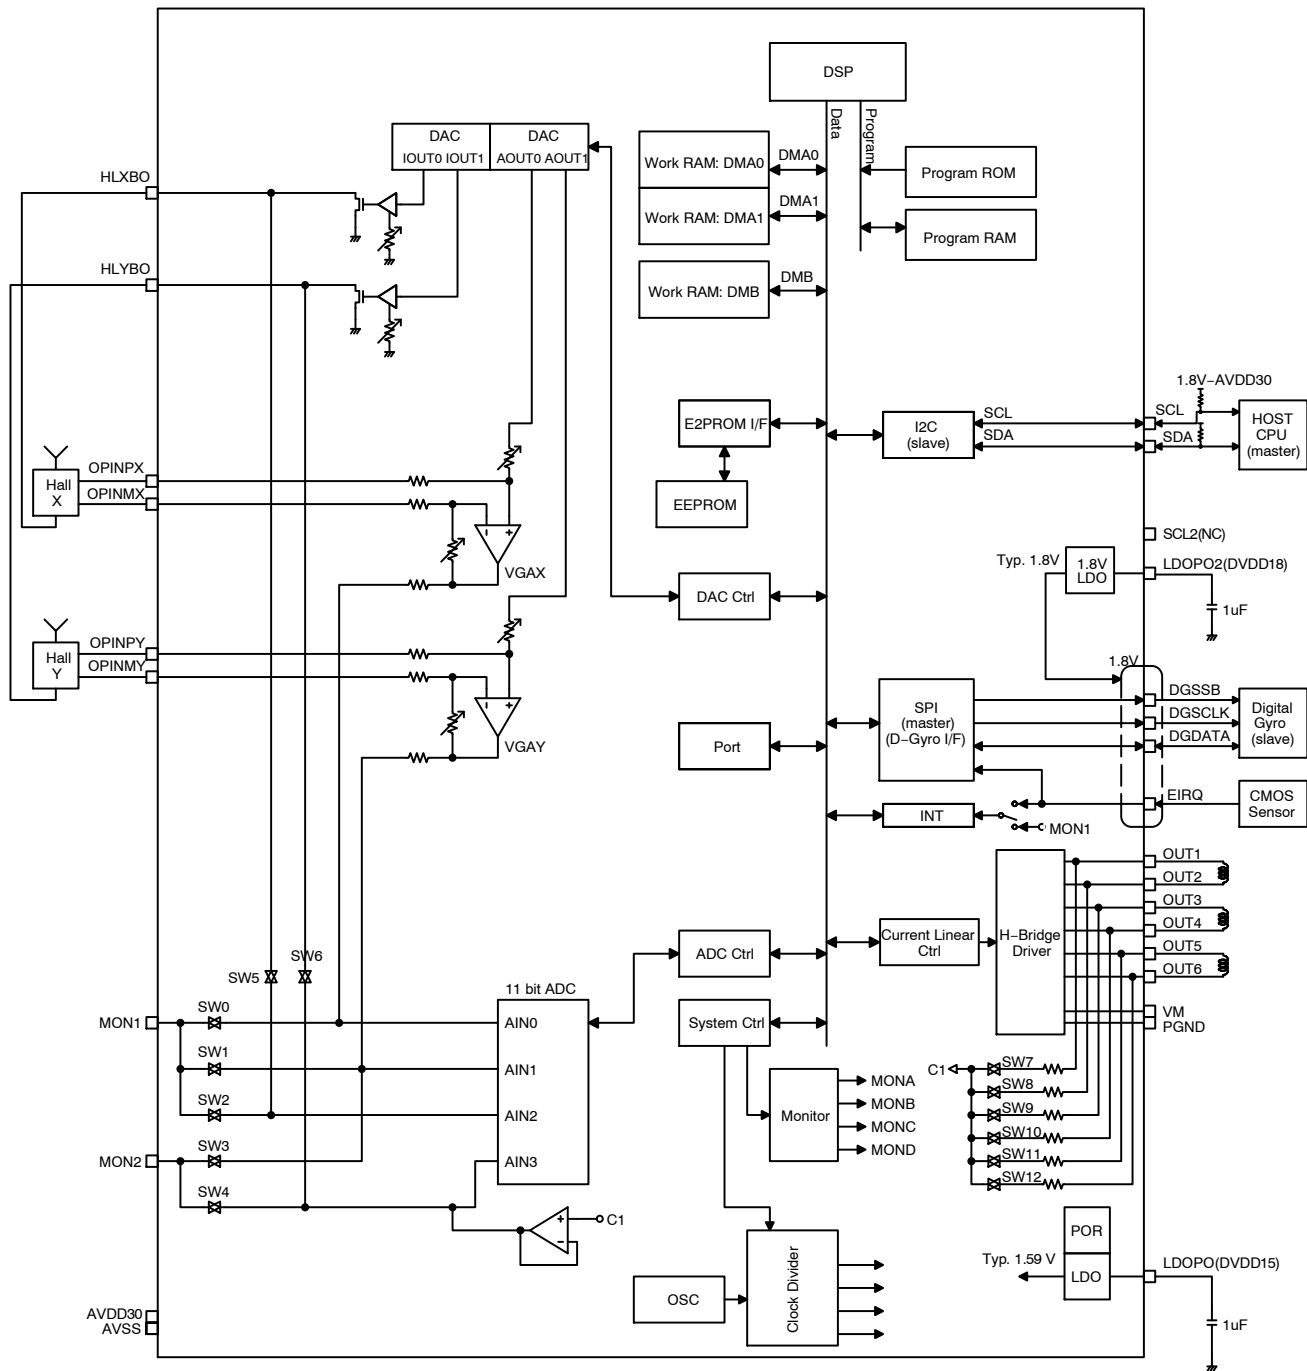 DSP
Data
Program
DAC
IOUT0 IOUT1
DAC
AOUT0 AOUT1
Work RAM: DMA0
DMA0
Program ROM
Work RAM: DMA1
DMA1
Program RAM
Work RAM: DMB
DMB
HLXBO
HLYBO
1.8V–AVDD30
E2PROM I/F
I2C
(slave)
SCL
SDA
SCL
SDA
HOST
CPU
(master)
EEPROM
Hall
X
OPINPX
OPINMX
-
+
VGAX
SCL2(NC)
Typ. 1.8V
1.8V
LDO
LDOPO2(DVDD18)
1uF
DAC Ctrl
Hall
Y
OPINPY
OPINMY
-
+
VGAY
1.8V
Port
SPI
(master)
(D–Gyro I/F)
DGSSB
DGSCLK
DGDATA
Digital
Gyro
(slave)
INT
MON1
EIRQ
CMOS
Sensor
ADC Ctrl
Current Linear
Ctrl
H–Bridge
Driver
OUT1
OUT2
OUT3
OUT4
OUT5
OUT6
VM
PGND
SW5
SW6
11 bit ADC
MON1
SW0
AIN0
SW1
AIN1
SW2
AIN2
MON2
SW3
AIN3
SW4
+
-
C1
System Ctrl
Monitor
MONA
MONB
MONC
MOND
C1
SW7
SW8
SW9
SW10
SW11
SW12
OSC
Clock Divider
POR
Typ. 1.59 V
LDO
LDOPO(DVDD15)
1uF
AVDD30
AVSS